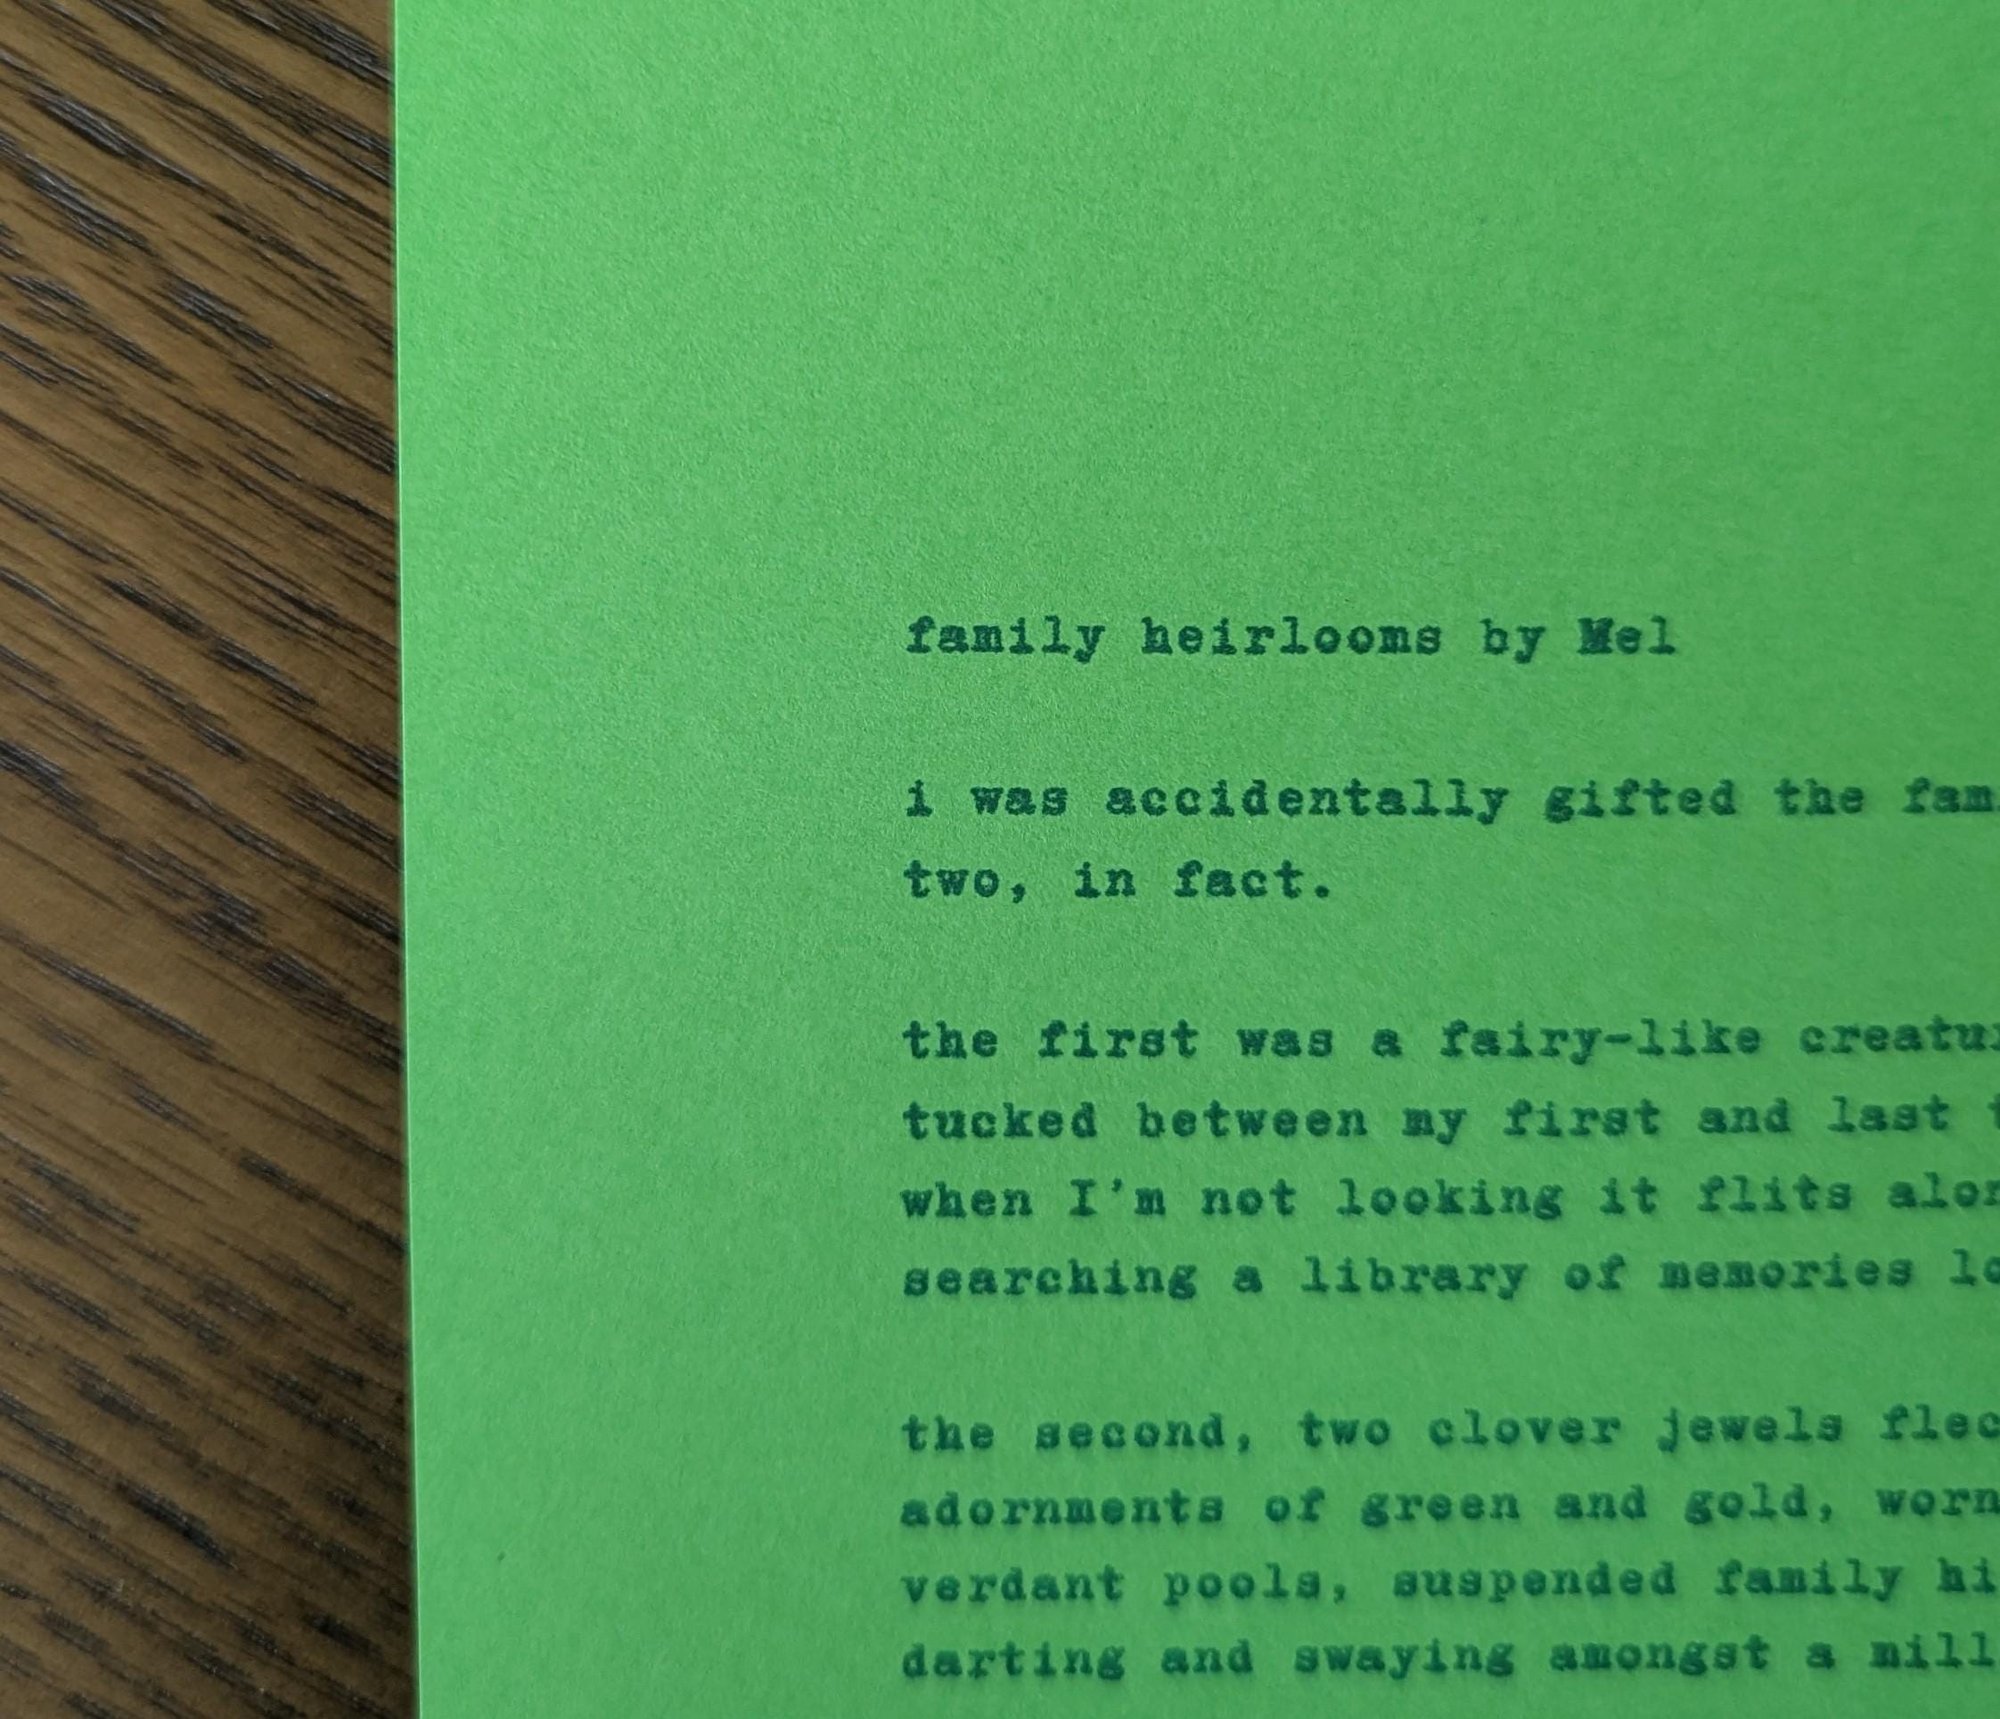 family heirlooms by Mel
i was accidentally gifted the
two, in fact.
the first was a fairy-like
tucked between my first and last
when I'm not looking it flits
searching a library of memories
the second, two clover jewels
adornments of green and gold, worn
verdant pools, suspended family
darting and swaying amongst a